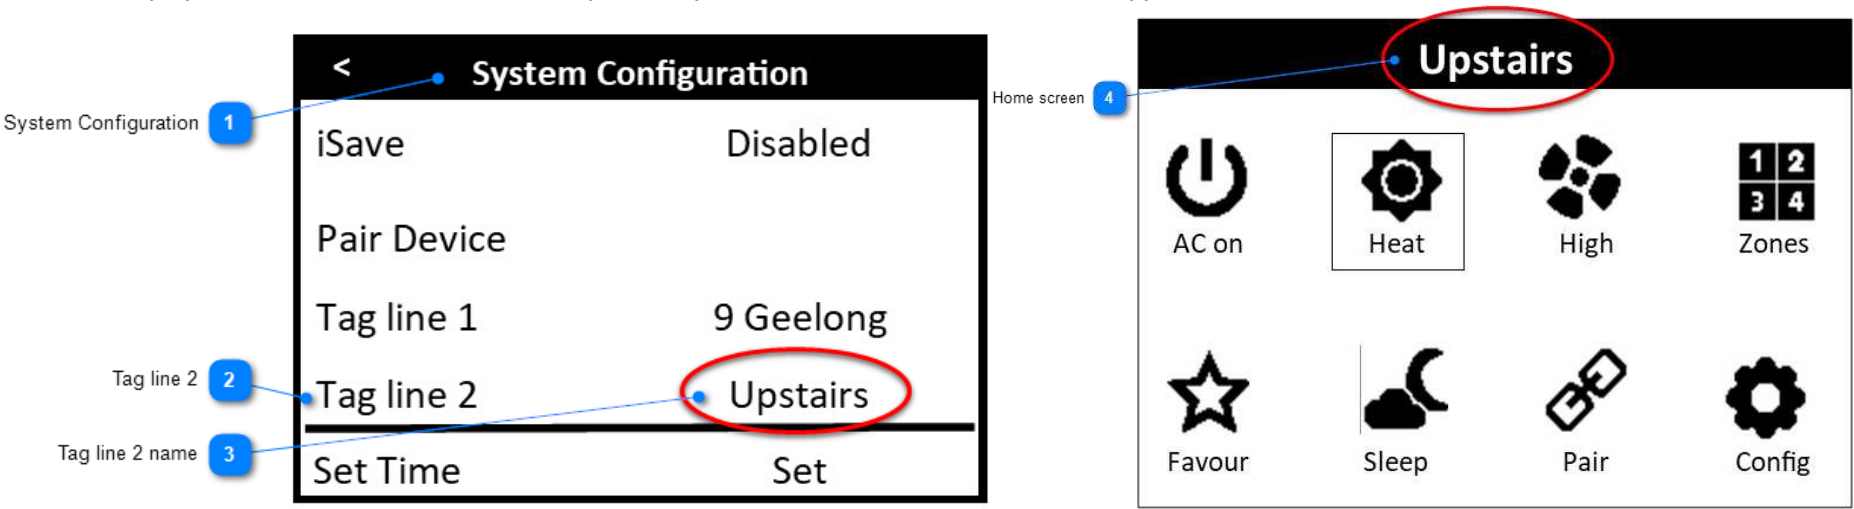 System Configuration 1
< System Configuration
iSave Disabled
Pair Device
Tag line 1 9 Geelong
Tag line 2 2
Tag line 2 Upstairs
Tag line 2 name 3
Set Time Set
Home screen 4
Upstairs
1 2
3 4
AC on Heat High Zones
Favour Sleep Pair Config